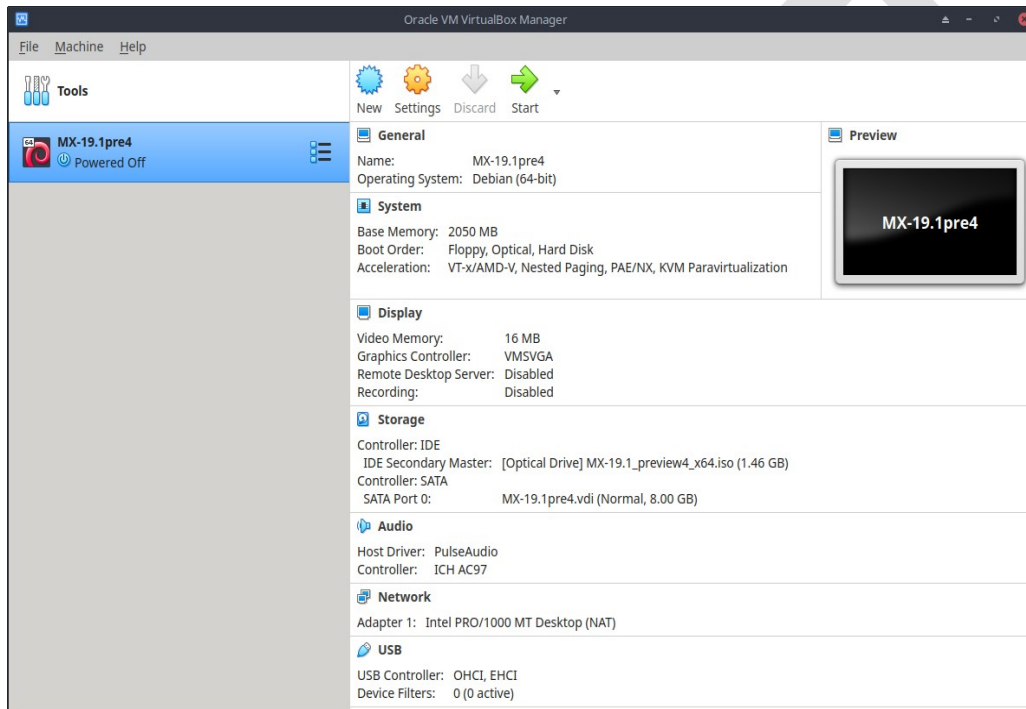 Oracle VM VirtualBox Manager
File Machine Help
Tools
New Settings Discard Start
64
MX-19.1pre4
Powered Off
General
Name: MX-19.1pre4
Operating System: Debian (64-bit)
System
Base Memory: 2050 MB
Boot Order: Floppy, Optical, Hard Disk
Acceleration: VT-x/AMD-V, Nested Paging, PAE/NX, KVM Paravirtualization
Preview
MX-19.1pre4
Display
Video Memory: 16 MB
Graphics Controller: VMSVGA
Remote Desktop Server: Disabled
Recording: Disabled
Storage
Controller: IDE
IDE Secondary Master: [Optical Drive] MX-19.1_preview4_x64.iso (1.46 GB)
Controller: SATA
SATA Port 0: MX-19.1pre4.vdi (Normal, 8.00 GB)
Audio
Host Driver: PulseAudio
Controller: ICH AC97
Network
Adapter 1: Intel PRO/1000 MT Desktop (NAT)
USB
USB Controller: OHCI, EHCI
Device Filters: 0 (0 active)